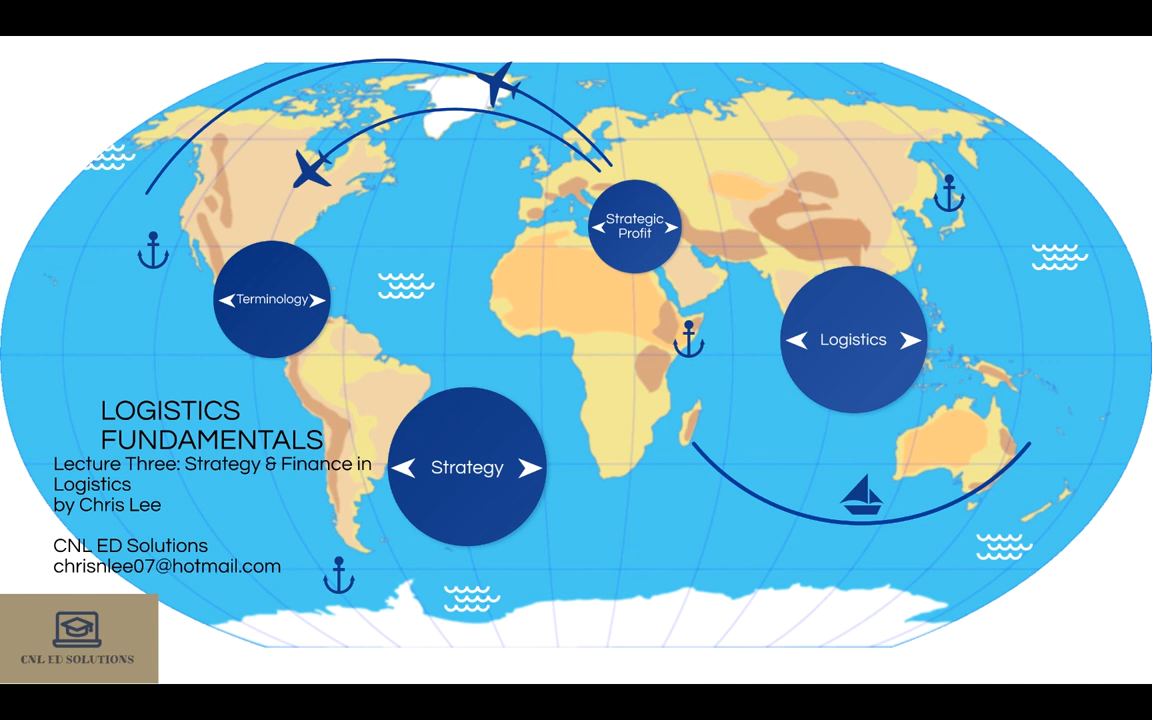 Strategic
Profit
Terminology
Logistics
LOGISTICS
FUNDAMENTALS
Lecture Three: Strategy & Finance in
Logistics
by Chris Lee
Strategy
CNL ED Solutions
chrisnlee07@hotmail.com
CNL ED SOLUTIONS